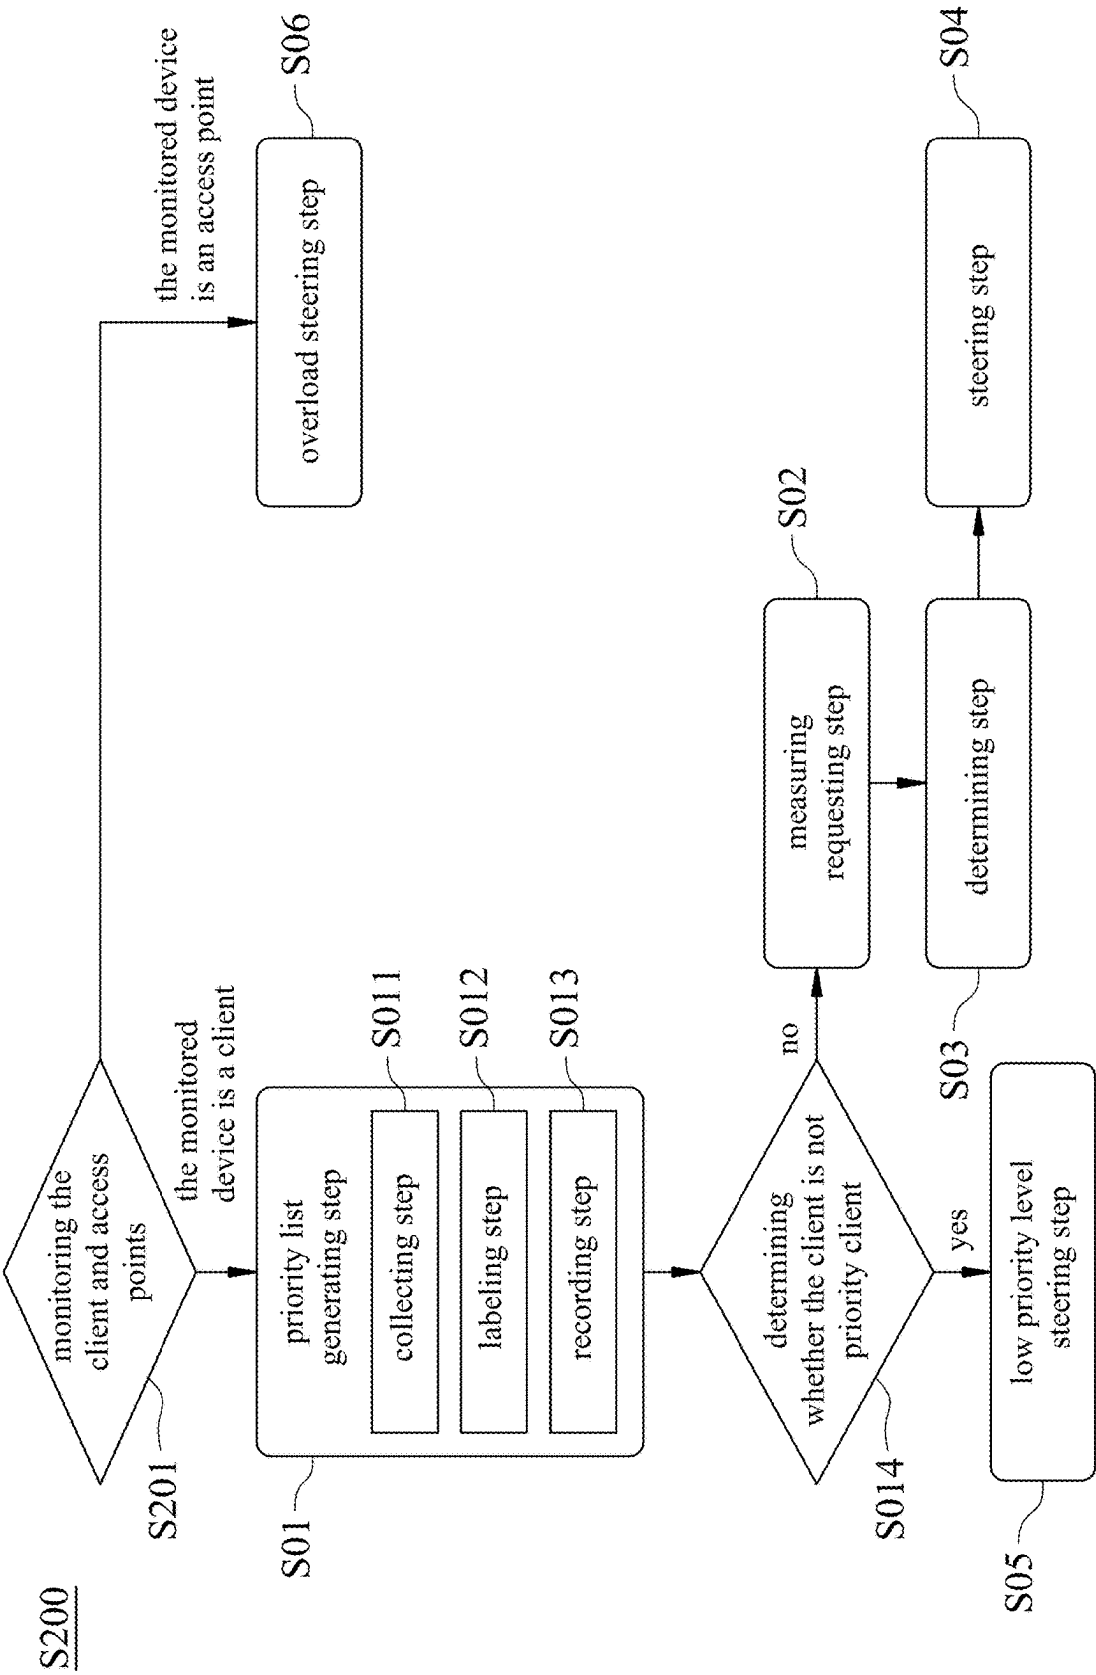 S200
monitoring the
client and access
points
S201
the monitored device
is an access point
overload steering step
S06
the monitored
device is a client
priority list
generating step
S01
collecting step
S011
labeling step
S012
recording step
S013
determining
whether the client is not
priority client
S014
no
measuring
requesting step
S02
determining step
S03
steering step
S04
yes
low priority level
steering step
S05